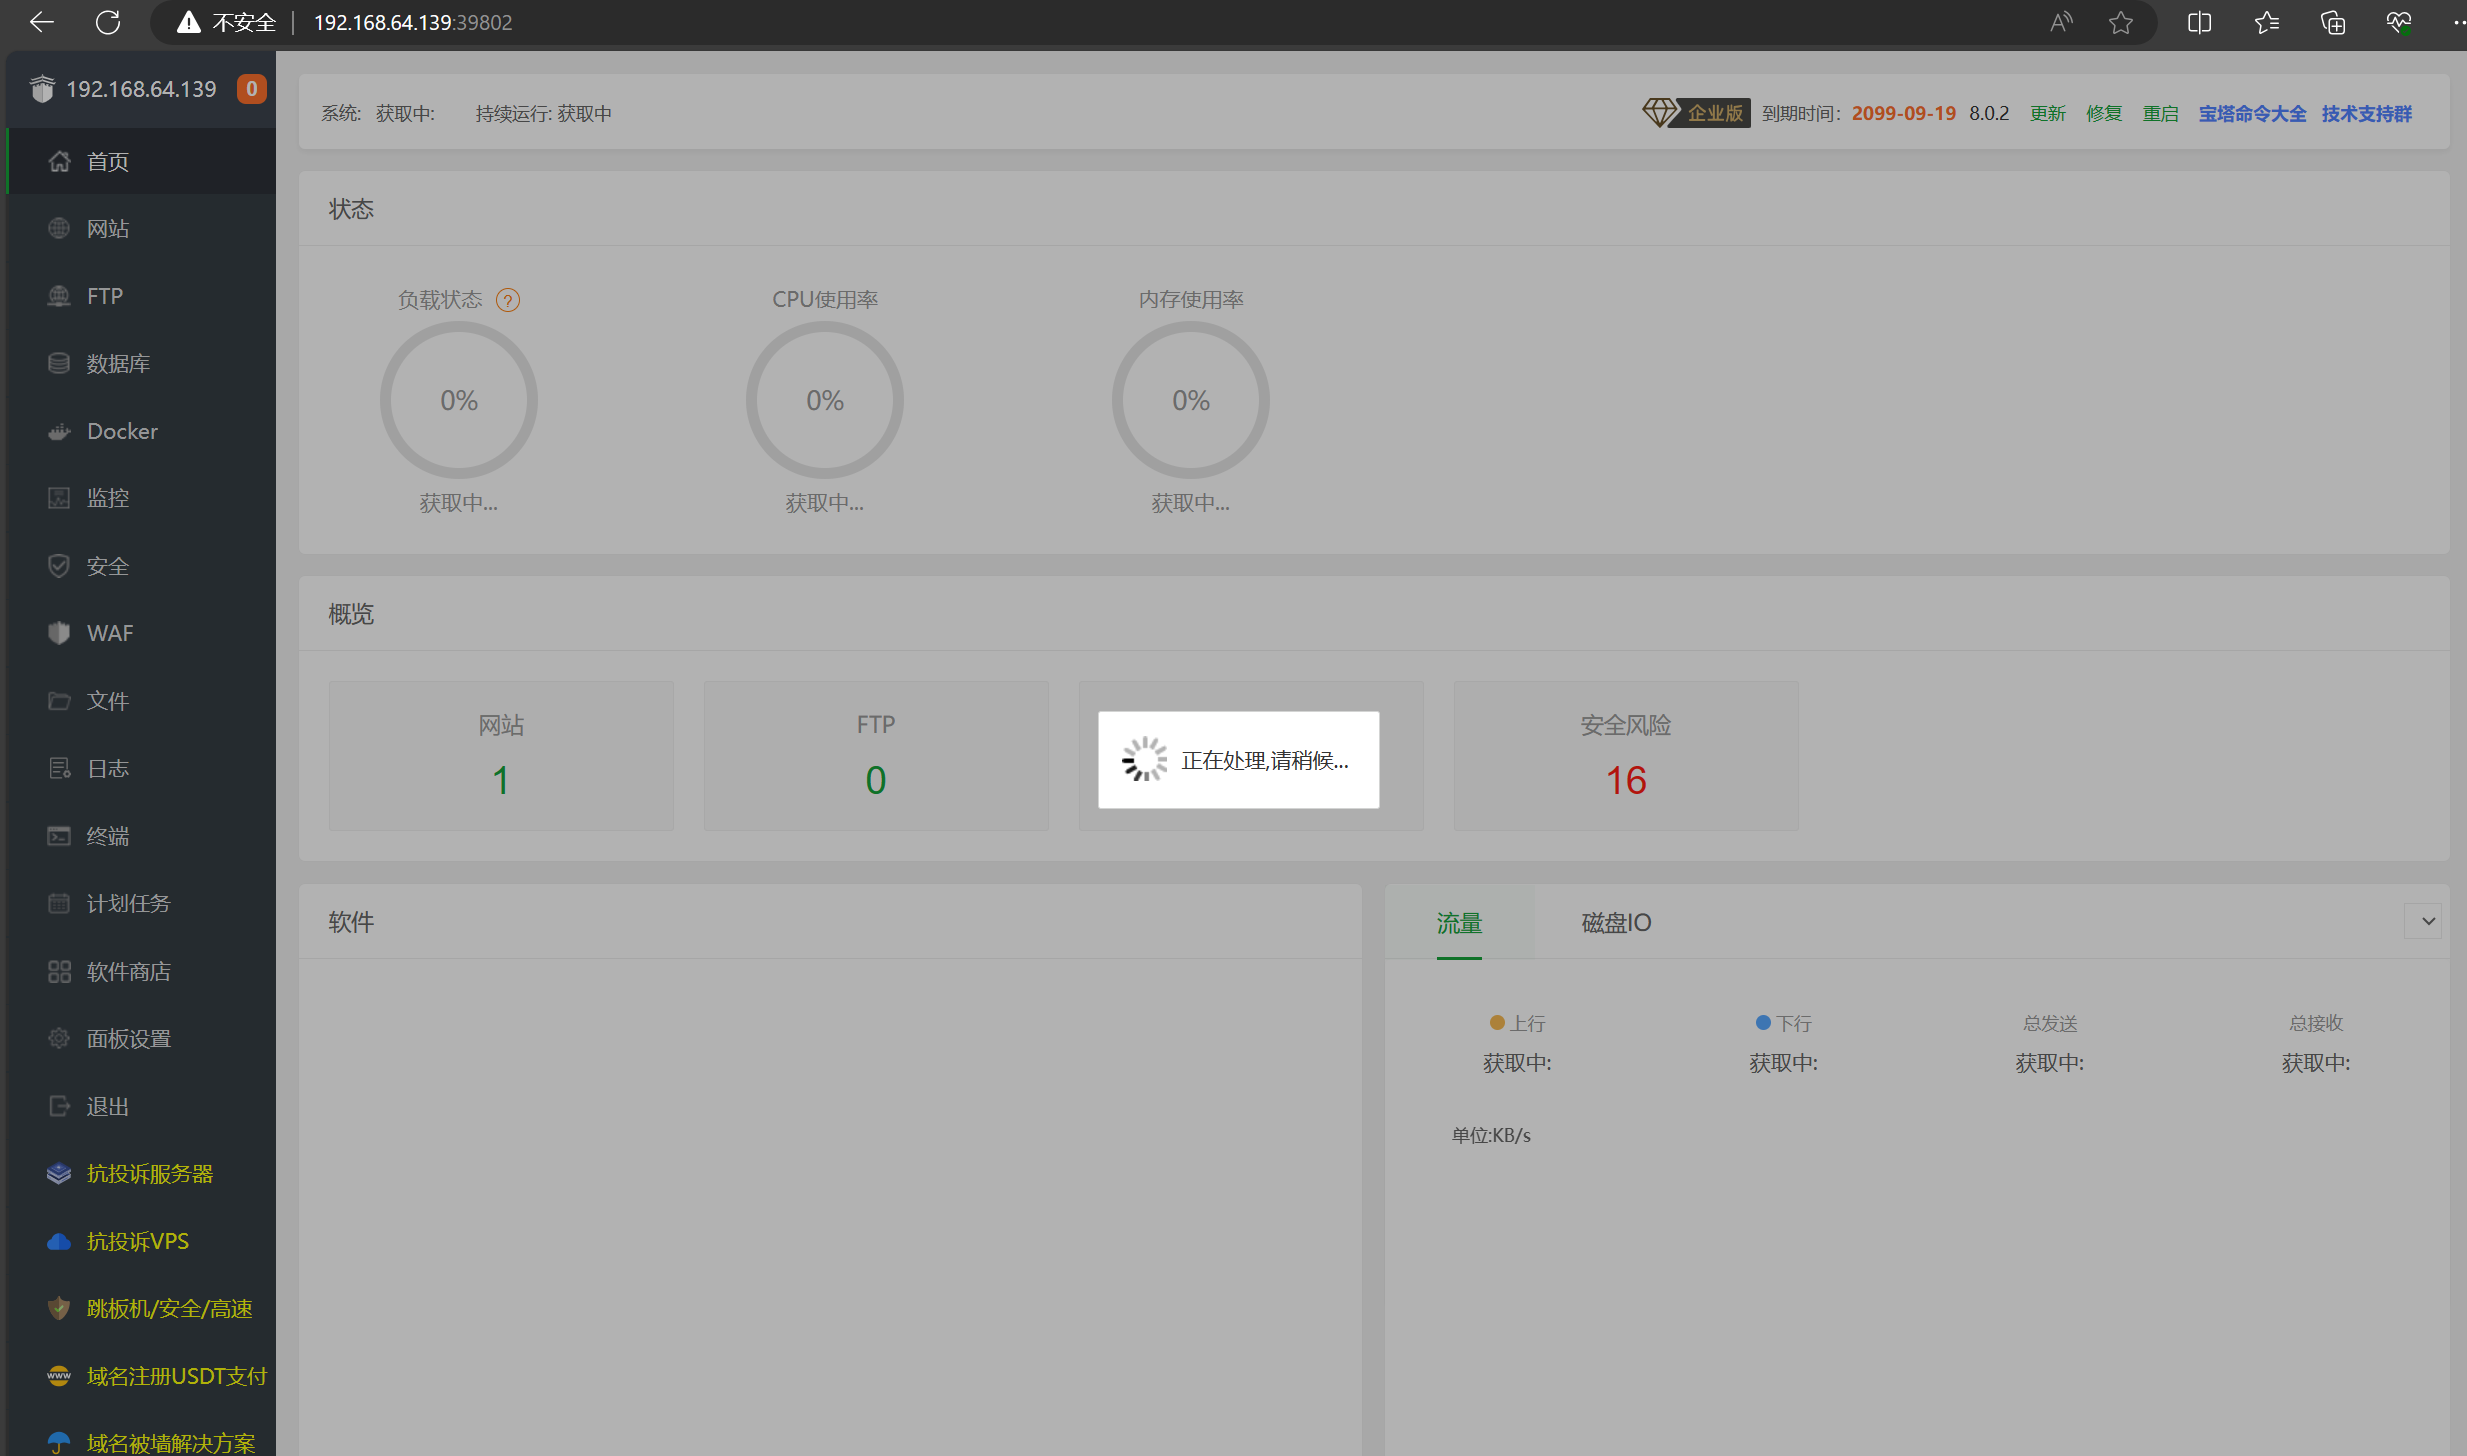 不安全 192.168.64.139:39802
192.168.64.139 0
首页
网站
FTP
数据库
Docker
监控
安全
WAF
文件
日志
终端
计划任务
软件商店
面板设置
退出
抗投诉服务器
抗投诉VPS
跳板机/安全/高速
域名注册USDT支付
域名被墙解决方案
系统: 获取中: 持续运行: 获取中 企业版 到期时间: 2099-09-19 8.0.2 更新 修复 重启 宝塔命令大全 技术支持群
状态
负载状态 ? CPU使用率 内存使用率
0% 0% 0%
获取中... 获取中... 获取中...
概览
网站 FTP 安全风险
1 0 16
正在处理,请稍候...
软件
流量 磁盘IO
上行 下行 总发送 总接收
获取中: 获取中: 获取中: 获取中:
单位:KB/s